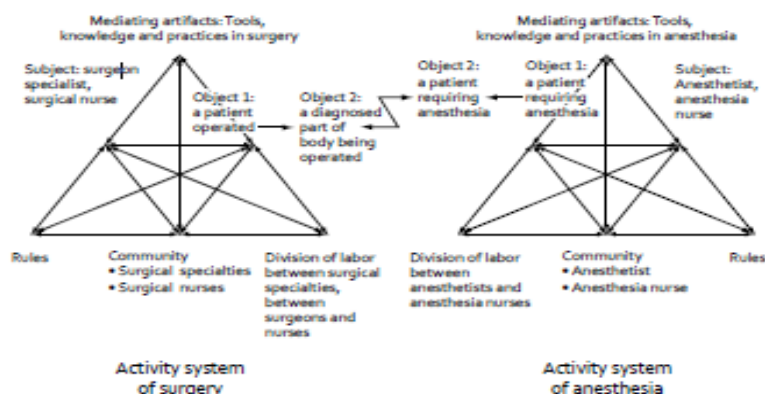 Mediating artifacts: Tools,
knowledge and practices in surgery
Subject: surgeon
specialist,
surgical nurse
Object 1:
a patient
operated
Object 2:
a diagnosed
part of
body being
operated
Rules
Community
• Surgical specialties
• Surgical nurses
Division of labor
between surgical
specialties,
between
surgeons and
nurses
Activity system
of surgery
Mediating artifacts: Tools,
knowledge and practices in anesthesia
Object 2:
a patient
requiring
anesthesia
Object 1:
a patient
requiring
anesthesia
Subject:
Anesthetist,
anesthesia
nurse
Division of labor
between
anesthetists and
anesthesia nurses
Community
• Anesthetist
• Anesthesia nurse
Rules
Activity system
of anesthesia